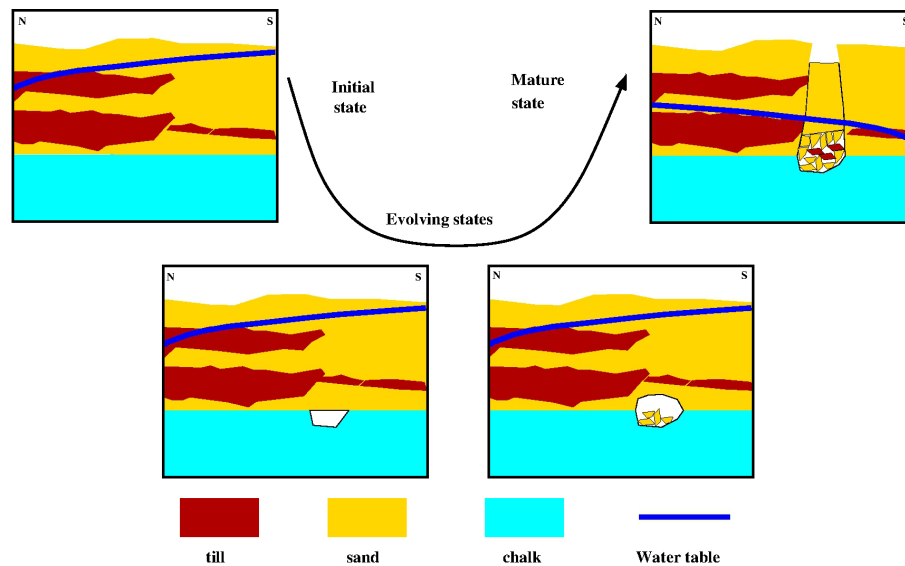 N S
Initial
state
Mature
state
N S
Evolving states
N S
N S
till
sand
chalk
Water table